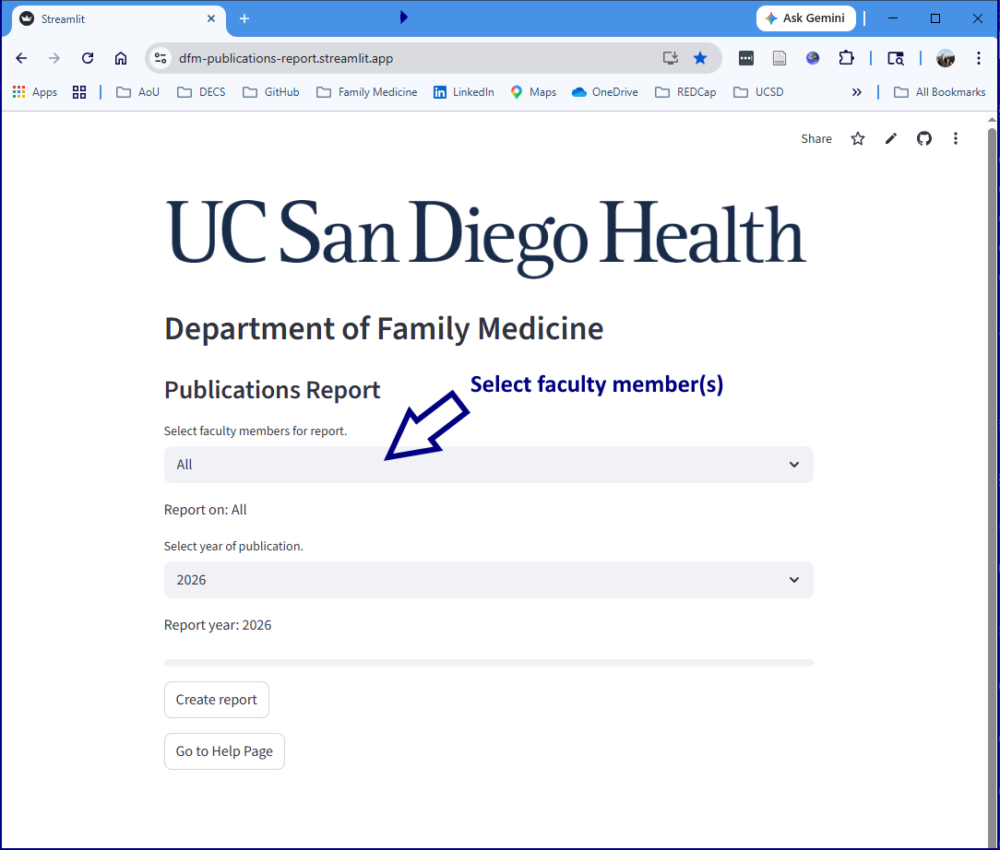 Streamlit
Ask Gemini
dfm-publications-report.streamlit.app
Apps AoU DECS GitHub Family Medicine LinkedIn Maps OneDrive REDCap UCSD All Bookmarks
Share
UC San Diego Health
Department of Family Medicine
Select faculty member(s)
Publications Report
Select faculty members for report.
All
Report on: All
Select year of publication.
2026
Report year: 2026
Create report
Go to Help Page